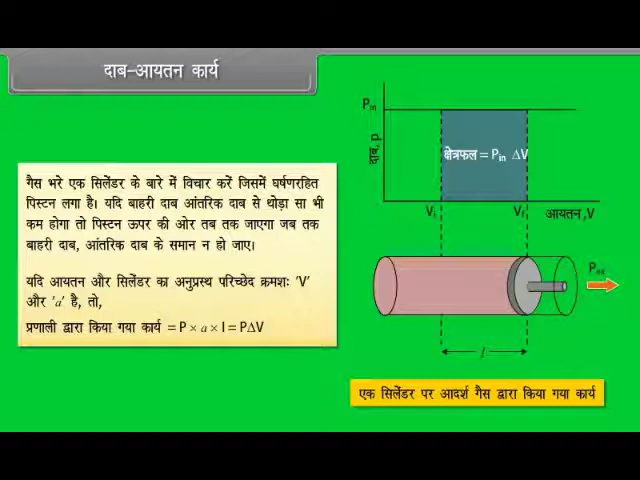 दाब-आयतन कार्य
गैस भरे एक सिलेंडर के बारे में विचार करें जिसमें घर्षणरहित
पिस्टन लगा है। यदि बाहरी दाब आंतरिक दाब से थोड़ा सा भी
कम होगा तो पिस्टन ऊपर की ओर तब तक जाएगा जब तक
बाहरी दाब, आंतरिक दाब के समान न हो जाए।
यदि आयतन और सिलेंडर का अनुप्रस्थ परिच्छेद क्रमशः 'V'
और 'a' है, तो,
प्रणाली द्वारा किया गया कार्य = P × a × l = PΔV
Pin
दाब, p
क्षेत्रफल = Pin ΔV
Vi
Vf
आयतन, V
Pex
l
एक सिलेंडर पर आदर्श गैस द्वारा किया गया कार्य